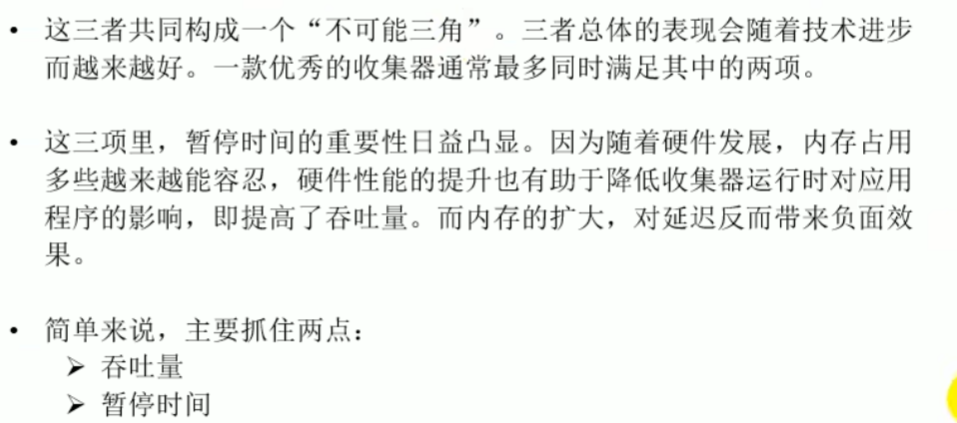 • 这三者共同构成一个“不可能三角”。三者总体的表现会随着技术进步
而越来越好。一款优秀的收集器通常最多同时满足其中的两项。
• 这三项里，暂停时间的重要性日益凸显。因为随着硬件发展，内存占用
多些越来越能容忍，硬件性能的提升也有助于降低收集器运行时对应用
程序的影响，即提高了吞吐量。而内存的扩大，对延迟反而带来负面效
果。
• 简单来说，主要抓住两点：
➢ 吞吐量
➢ 暂停时间